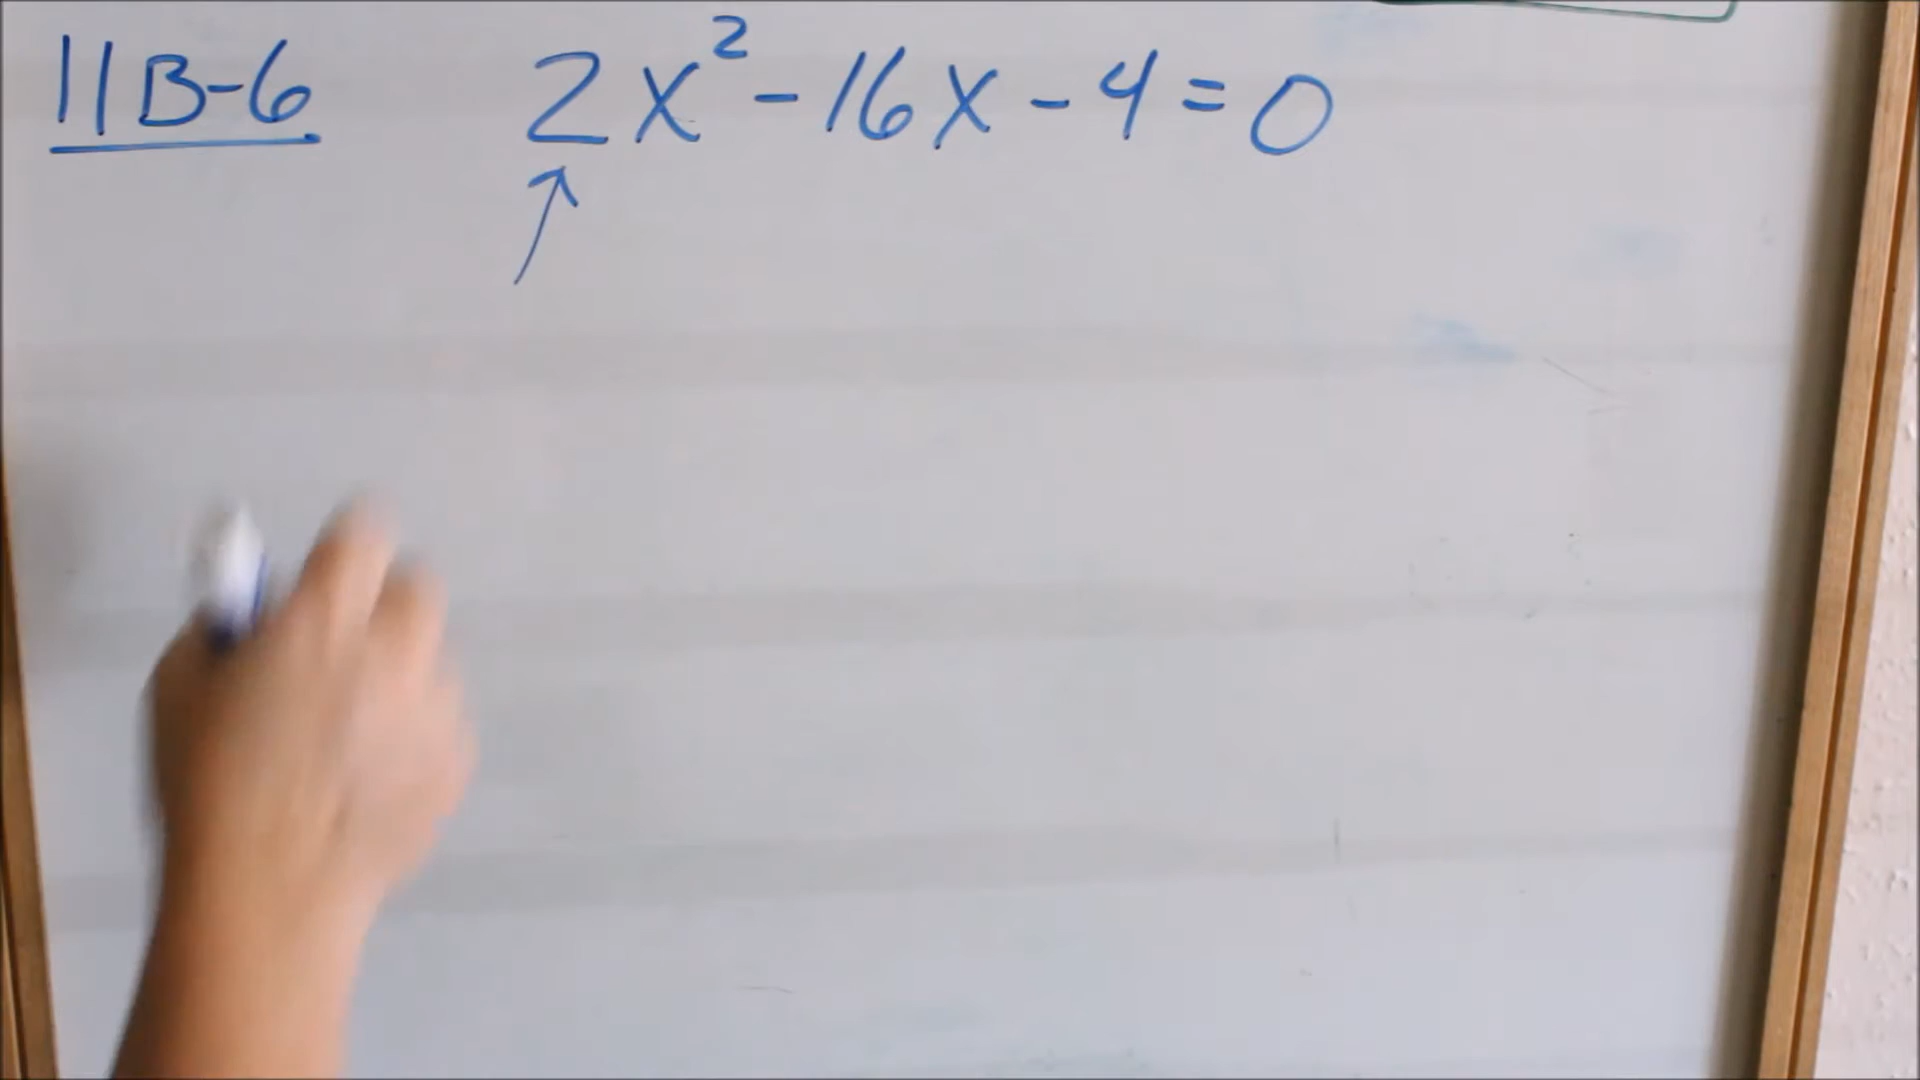 11B-6 2x² - 16x - 4 = 0